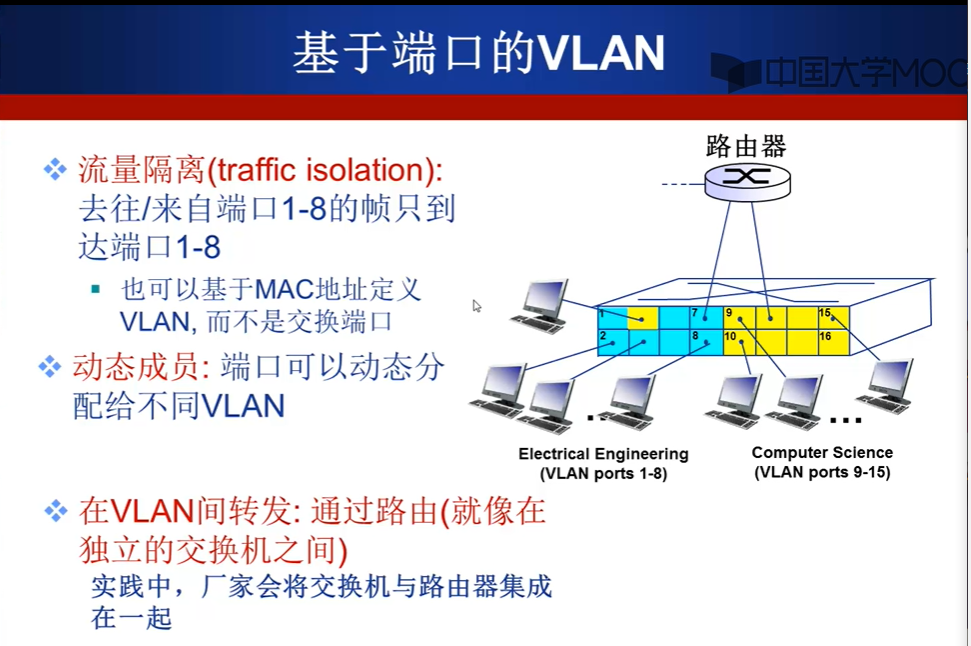 基于端口的VLAN
中国大学MOC
流量隔离(traffic isolation):
去往/来自端口1-8的帧只到
达端口1-8
也可以基于MAC地址定义
VLAN, 而不是交换端口
动态成员: 端口可以动态分
配给不同VLAN
在VLAN间转发: 通过路由(就像在
独立的交换机之间)
实践中，厂家会将交换机与路由器集成
在一起
路由器
1 7 9 15
2 8 10 16
...
Electrical Engineering
(VLAN ports 1-8)
...
Computer Science
(VLAN ports 9-15)